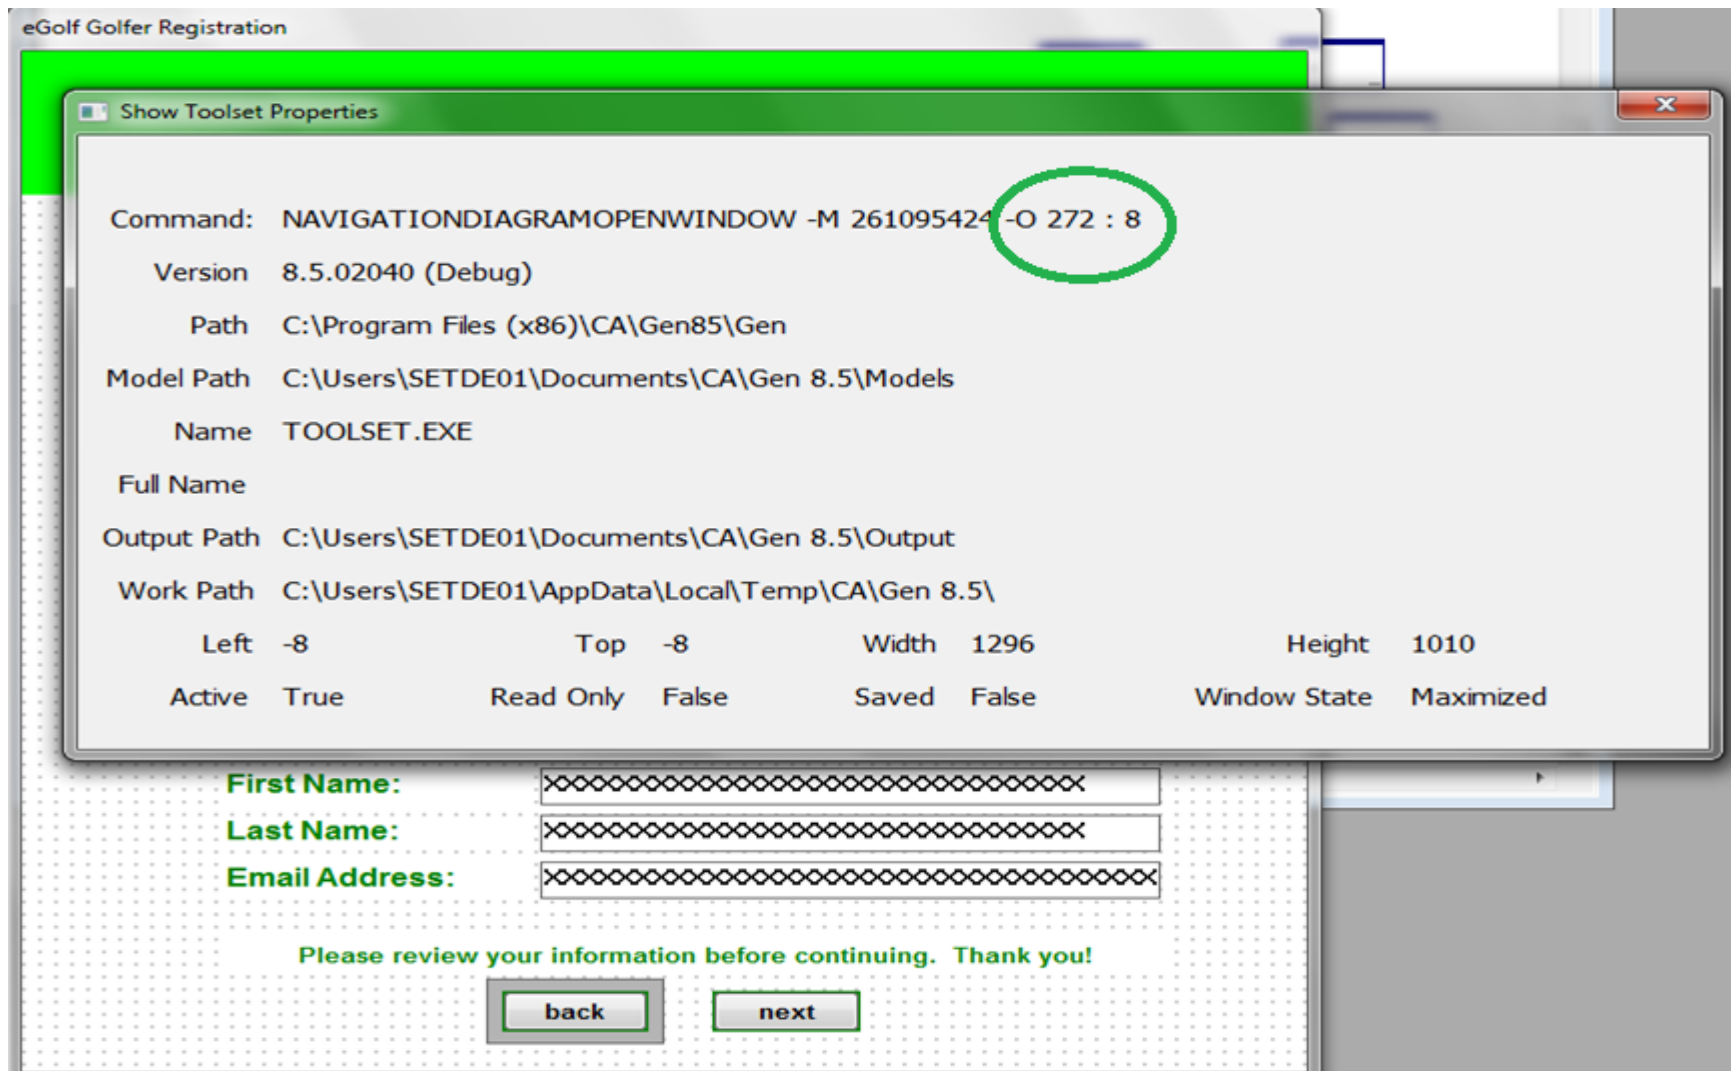 eGolf Golfer Registration
Show Toolset Properties
Command: NAVIGATIONDIAGRAMOPENWINDOW -M 261095424 -O 272 : 8
Version 8.5.02040 (Debug)
Path C:\Program Files (x86)\CA\Gen85\Gen
Model Path C:\Users\SETDE01\Documents\CA\Gen 8.5\Models
Name TOOLSET.EXE
Full Name
Output Path C:\Users\SETDE01\Documents\CA\Gen 8.5\Output
Work Path C:\Users\SETDE01\AppData\Local\Temp\CA\Gen 8.5\
Left -8 Top -8 Width 1296 Height 1010
Active True Read Only False Saved False Window State Maximized
First Name:
Last Name:
Email Address:
Please review your information before continuing. Thank you!
back next